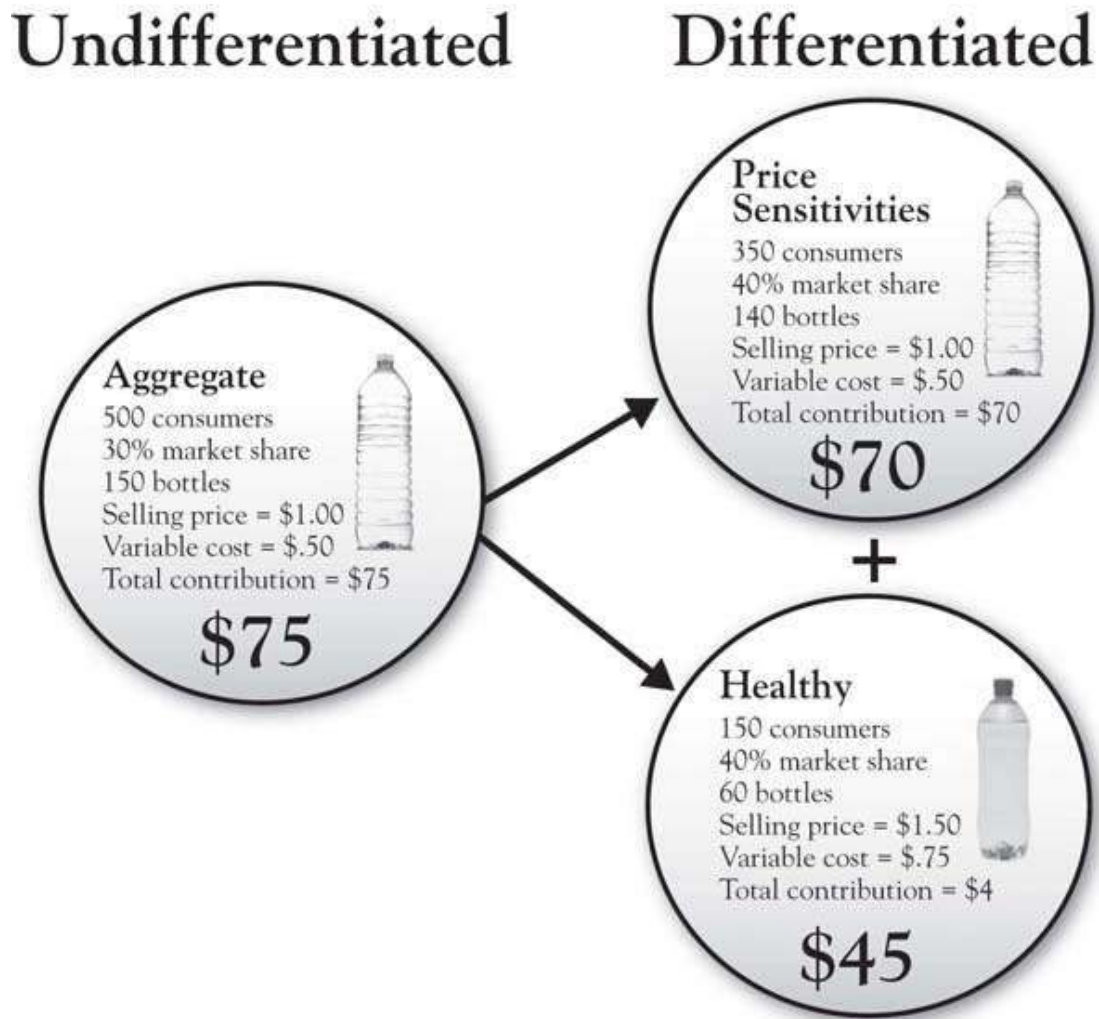 Undifferentiated
Differentiated
Aggregate
500 consumers
30% market share
150 bottles
Selling price = $1.00
Variable cost = $.50
Total contribution = $75
$75
Price
Sensitivities
350 consumers
40% market share
140 bottles
Selling price = $1.00
Variable cost = $.50
Total contribution = $70
$70
+
Healthy
150 consumers
40% market share
60 bottles
Selling price = $1.50
Variable cost = $.75
Total contribution = $4
$45